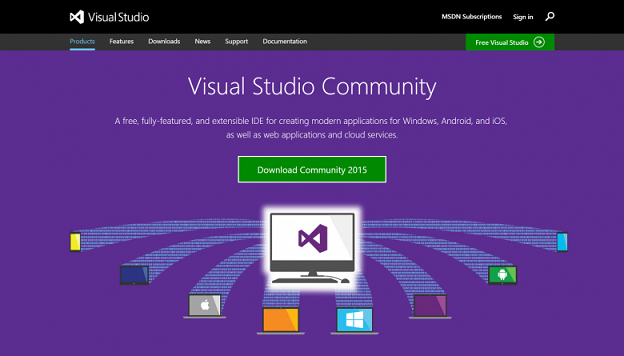 Visual Studio
MSDN Subscriptions
Sign in
Products
Features
Downloads
News
Support
Documentation
Free Visual Studio
Visual Studio Community
A free, fully-featured, and extensible IDE for creating modern applications for Windows, Android, and iOS,
as well as web applications and cloud services.
Download Community 2015